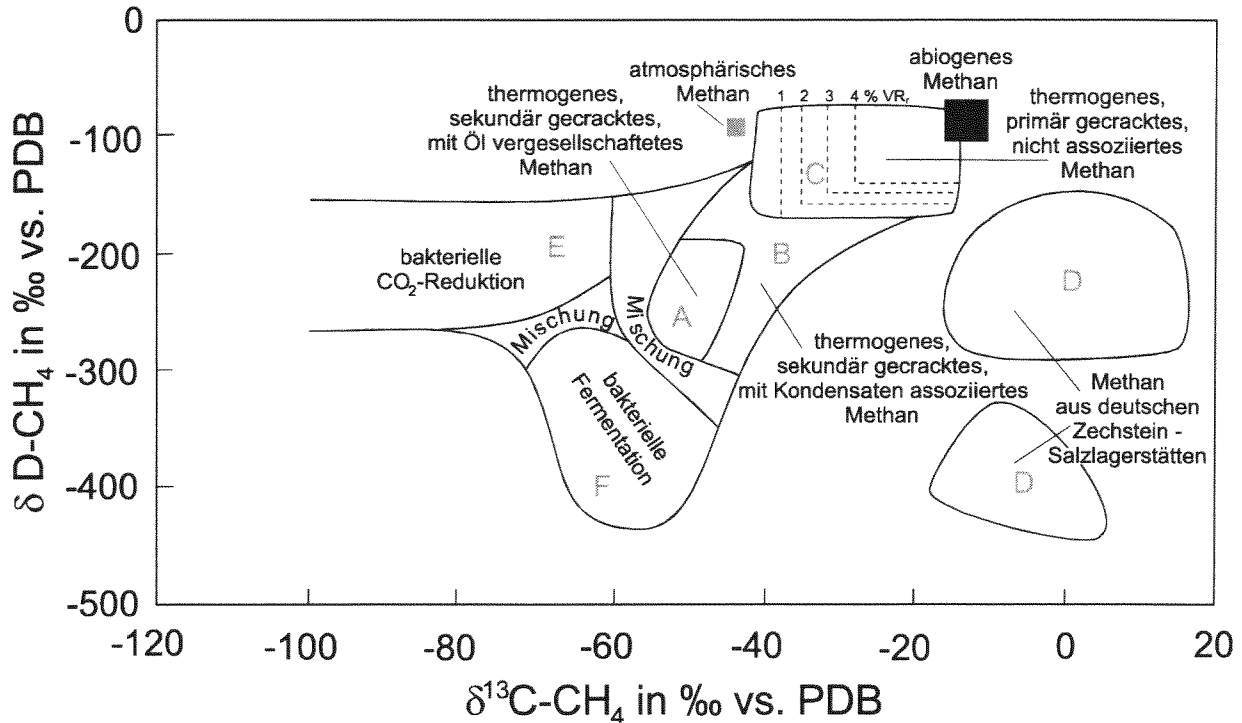 0
-100
-200
-300
-400
-500
δ D-CH₄ in ‰ vs. PDB
-120
-100
-80
-60
-40
-20
0
20
δ¹³C-CH₄ in ‰ vs. PDB
atmosphärisches
Methan
abiogenes
Methan
thermogenes,
sekundär gecracktes,
mit Öl vergesellschaftetes
Methan
1 2 3 4 % VRr
thermogenes,
primär gecracktes,
nicht assoziiertes
Methan
C
E
B
D
A
bakterielle
CO₂-Reduktion
Mischung
Mi schung
thermogenes,
sekundär gecracktes,
mit Kondensaten assoziiertes
Methan
bakterielle
Fermentation
F
Methan
aus deutschen
Zechstein -
Salzlagerstätten
D